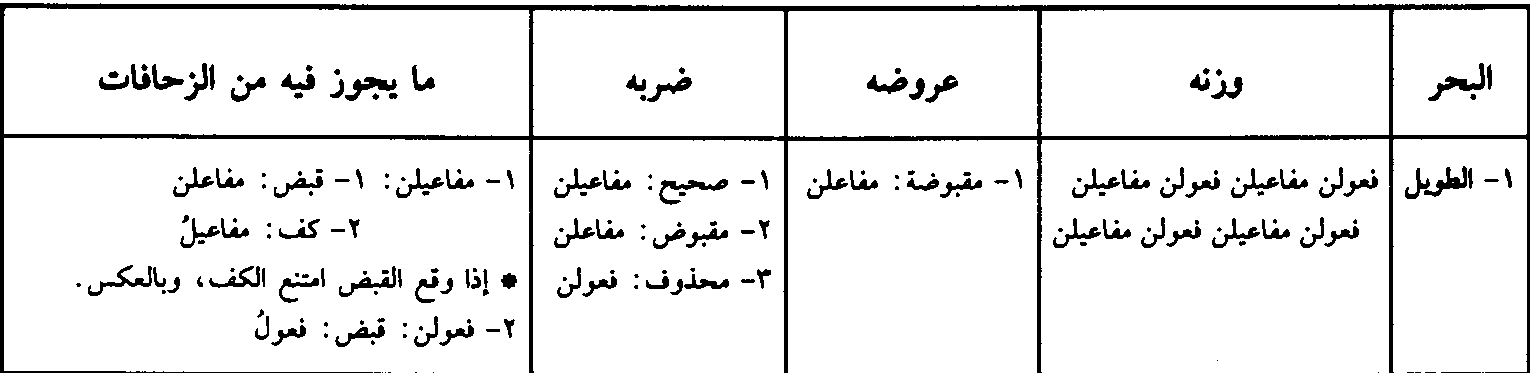 البحر وزنه عروضه ضربه ما يجوز فيه من الزحافات
١- الطويل فعولن مفاعيلن فعولن مفاعيلن ١- مقبوضة: مفاعلن ١- صحيح: مفاعيلن ١- مفاعيلن: ١- قبض: مفاعلن
فعولن مفاعيلن فعولن مفاعيلن ٢- مقبوض: مفاعلن ٢- كف: مفاعيلُ
٣- محذوف: فعولن * إذا وقع القبض امتنع الكف، وبالعكس.
٢- فعولن: قبض: فعولُ